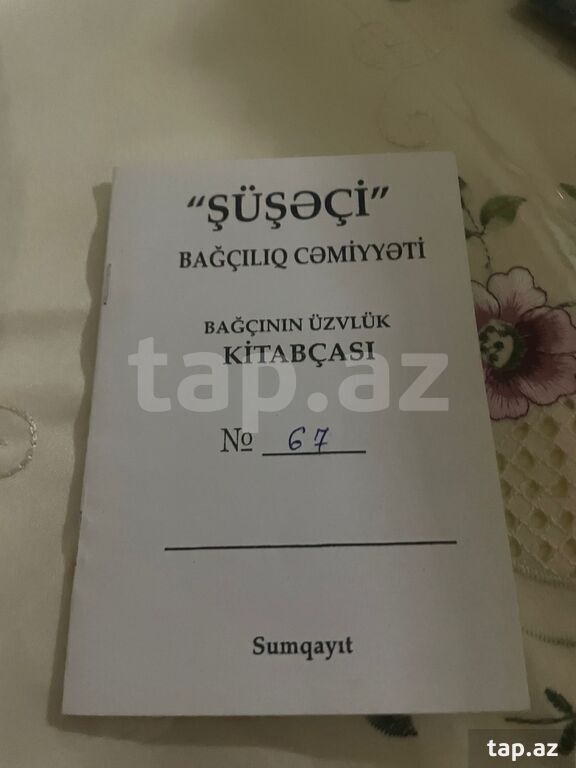 "ŞÜŞƏÇİ"
BAĞÇILIQ CƏMİYYƏTİ
BAĞÇININ ÜZVLÜK
KİTABÇASI
tap.az
№ 67
Sumqayıt
tap.az